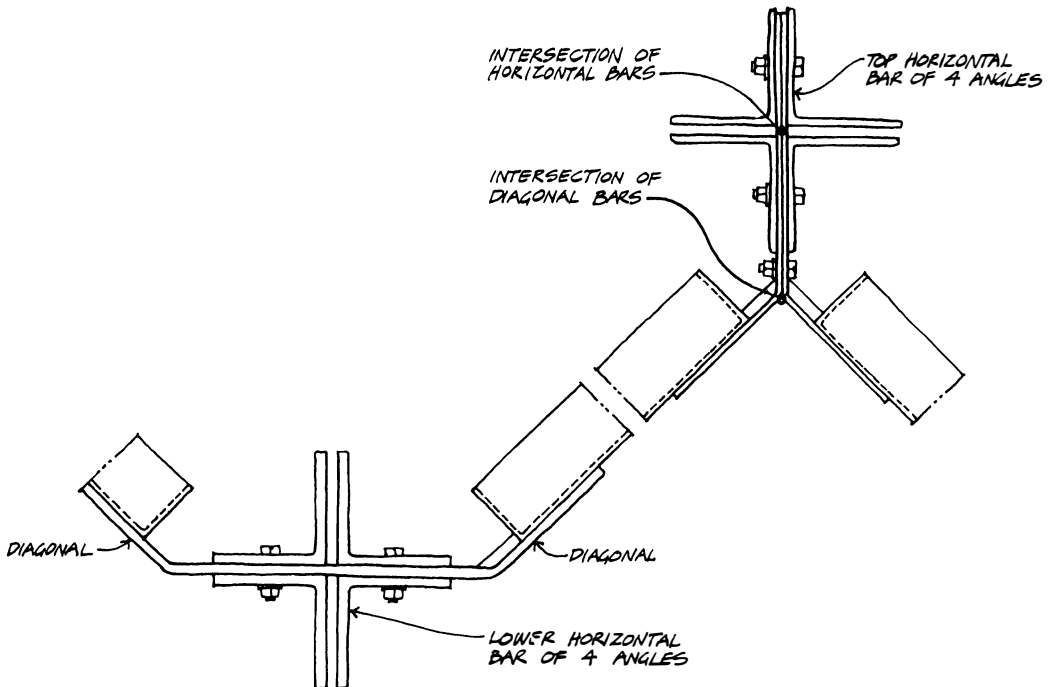 INTERSECTION OF
HORIZONTAL BARS
TOP HORIZONTAL
BAR OF 4 ANGLES
INTERSECTION OF
DIAGONAL BARS
DIAGONAL
DIAGONAL
LOWER HORIZONTAL
BAR OF 4 ANGLES